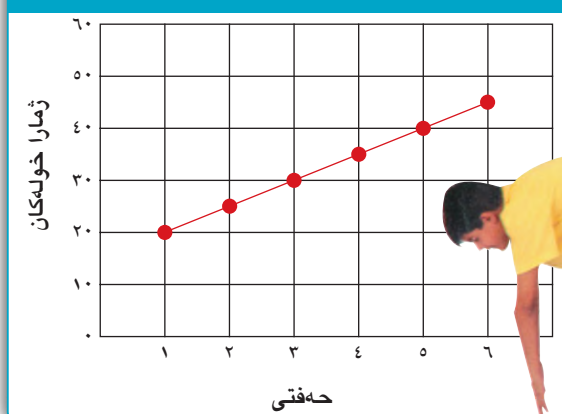 ٦٠
٥٠
٤٠
٣٠
٢٠
١٠
٠
ژمارا خولەکان
١ ٢ ٣ ٤ ٥ ٦
حەفتی